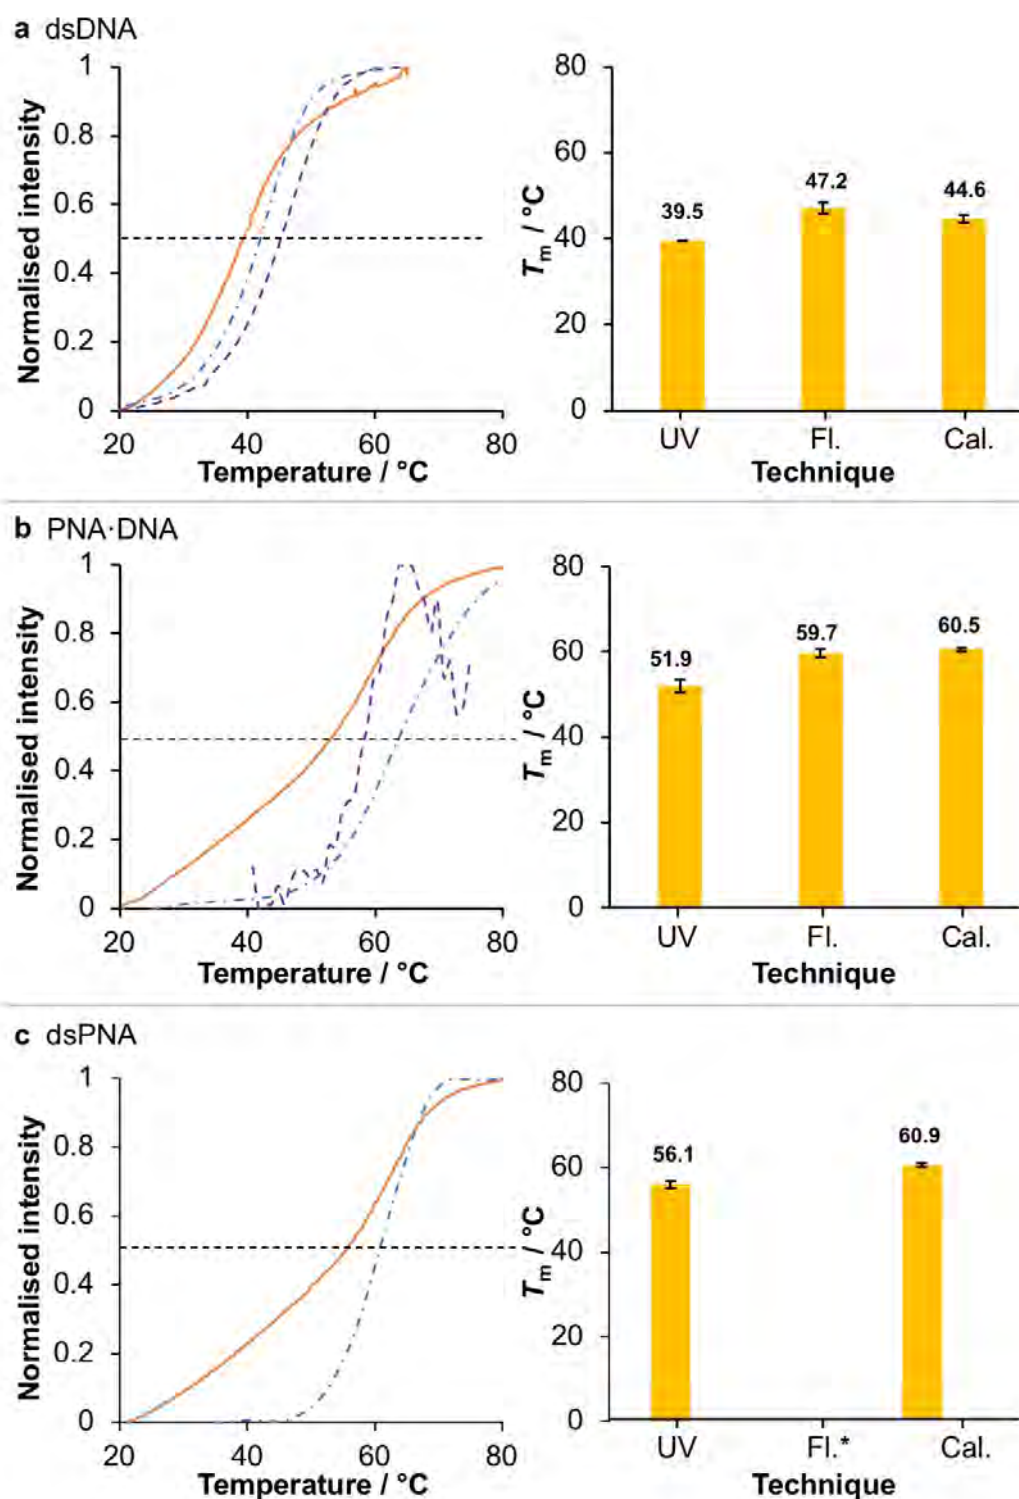 a dsDNA
Normalised intensity
1
0.8
0.6
0.4
0.2
0
20 40 60 80
Temperature / °C
Tm / °C
80
60
40
20
0
39.5 47.2 44.6
UV Fl. Cal.
Technique
b PNA·DNA
Normalised intensity
1
0.8
0.6
0.4
0.2
0
20 40 60 80
Temperature / °C
Tm / °C
80
60
40
20
0
51.9 59.7 60.5
UV Fl. Cal.
Technique
c dsPNA
Normalised intensity
1
0.8
0.6
0.4
0.2
0
20 40 60 80
Temperature / °C
Tm / °C
80
60
40
20
0
56.1 60.9
UV Fl.* Cal.
Technique